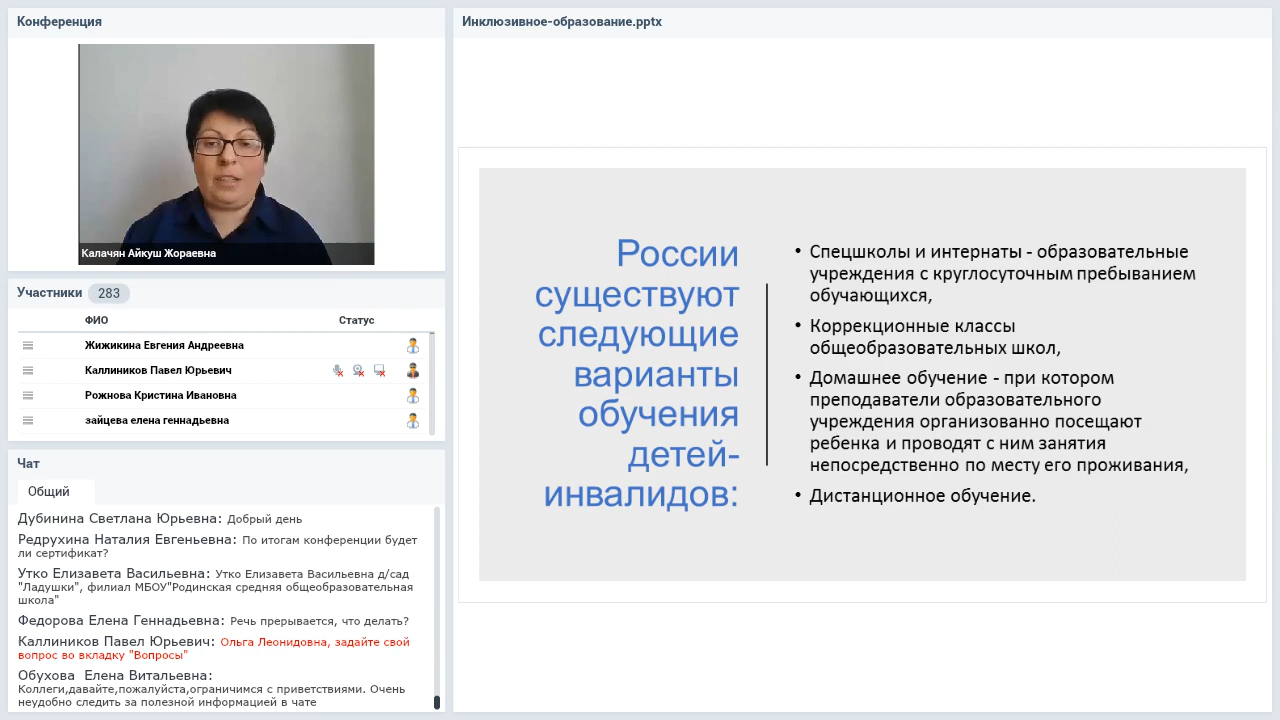 Конференция
Калачян Айкуш Жораевна
Участники 283
ФИО Статус
Жижикина Евгения Андреевна
Каллиников Павел Юрьевич
Рожнова Кристина Ивановна
зайцева елена геннадьевна
Чат
Общий
Дубинина Светлана Юрьевна: Добрый день
Редрухина Наталия Евгеньевна: По итогам конференции будет
ли сертификат?
Утко Елизавета Васильевна: Утко Елизавета Васильевна д/сад
"Ладушки", филиал МБОУ"Родинская средняя общеобразовательная
школа"
Федорова Елена Геннадьевна: Речь прерывается, что делать?
Каллиников Павел Юрьевич: Ольга Леонидовна, задайте свой
вопрос во вкладку "Вопросы"
Обухова  Елена Витальевна:
Коллеги,давайте,пожалуйста,ограничимся с приветствиями. Очень
неудобно следить за полезной информацией в чате
Инклюзивное-образование.pptx
России
существуют
следующие
варианты
обучения
детей-
инвалидов:
• Спецшколы и интернаты - образовательные
учреждения с круглосуточным пребыванием
обучающихся,
• Коррекционные классы
общеобразовательных школ,
• Домашнее обучение - при котором
преподаватели образовательного
учреждения организованно посещают
ребенка и проводят с ним занятия
непосредственно по месту его проживания,
• Дистанционное обучение.